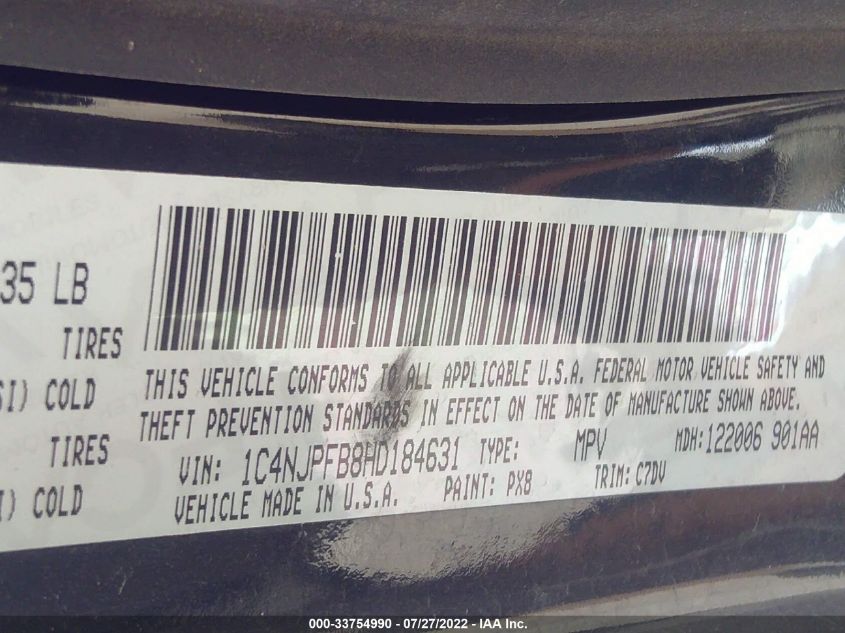 35 LB
TIRES
SI) COLD
TIRES
I) COLD
THIS VEHICLE CONFORMS TO ALL APPLICABLE U.S.A. FEDERAL MOTOR VEHICLE SAFETY AND
THEFT PREVENTION STANDARDS IN EFFECT ON THE DATE OF MANUFACTURE SHOWN ABOVE.
VIN: 1C4NJPFB8HD184631 TYPE: MPV MDH:122006 901AA
VEHICLE MADE IN U.S.A. PAINT: PX8 TRIM: C7DV
000-33754990 - 07/27/2022 - IAA Inc.